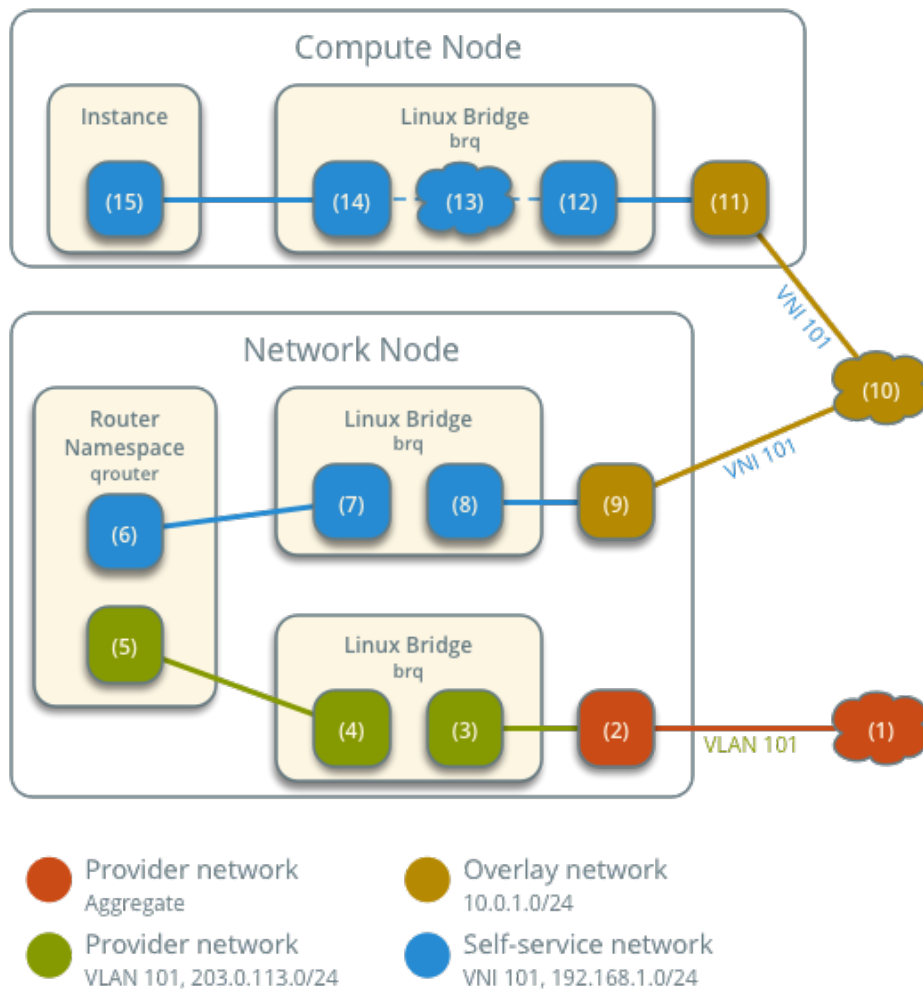 Compute Node
Instance
Linux Bridge
brq
(15)
(14)
(13)
(12)
(11)
VNI 101
Network Node
(10)
Router
Namespace
qrouter
Linux Bridge
brq
VNI 101
(6)
(7)
(8)
(9)
(5)
Linux Bridge
brq
(4)
(3)
(2)
VLAN 101
(1)
Provider network
Aggregate
Overlay network
10.0.1.0/24
Provider network
VLAN 101, 203.0.113.0/24
Self-service network
VNI 101, 192.168.1.0/24